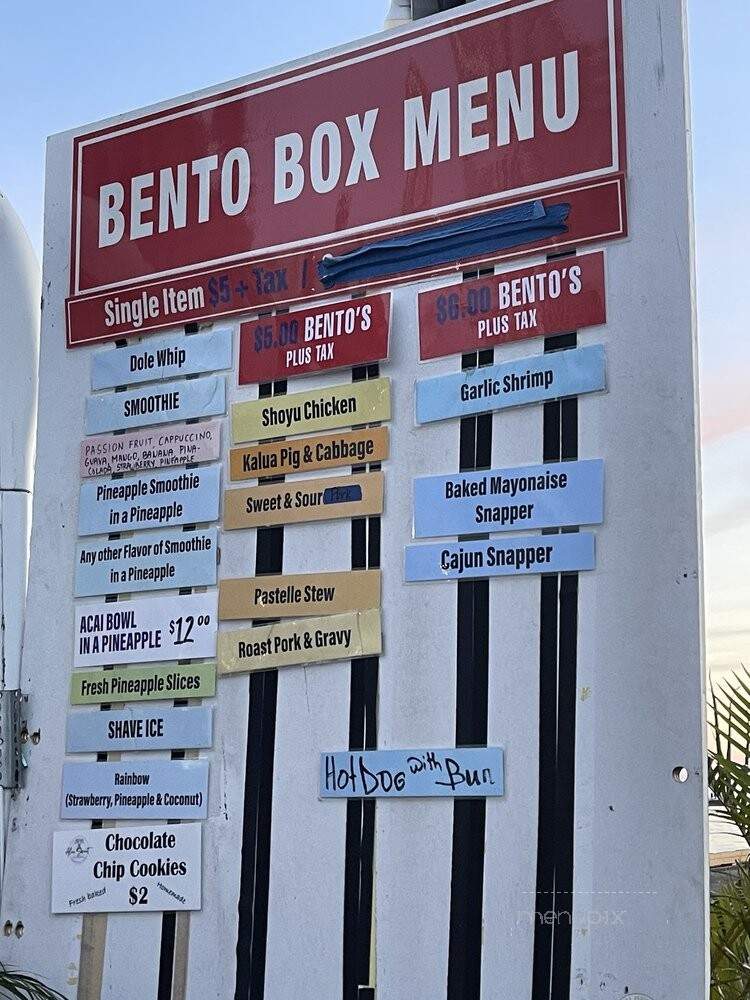 BENTO BOX MENU
Single Item $5 + Tax /
Dole Whip
SMOOTHIE
PASSION FRUIT, CAPPUCCINO,
GUAVA, MANGO, BANANA, PINA-
COLADA, STRAWBERRY, PINEAPPLE
Pineapple Smoothie
in a Pineapple
Any other Flavor of Smoothie
in a Pineapple
ACAI BOWL
IN A PINEAPPLE $12.00
Fresh Pineapple Slices
SHAVE ICE
Rainbow
(Strawberry, Pineapple & Coconut)
Chocolate
Chip Cookies
$2
Fresh baked
Homemade
$5.00 BENTO'S
PLUS TAX
Shoyu Chicken
Kalua Pig & Cabbage
Sweet & Sour Pork
Pastelle Stew
Roast Pork & Gravy
$6.00 BENTO'S
PLUS TAX
Garlic Shrimp
Baked Mayonaise
Snapper
Cajun Snapper
HotDOG with Bun
menupix